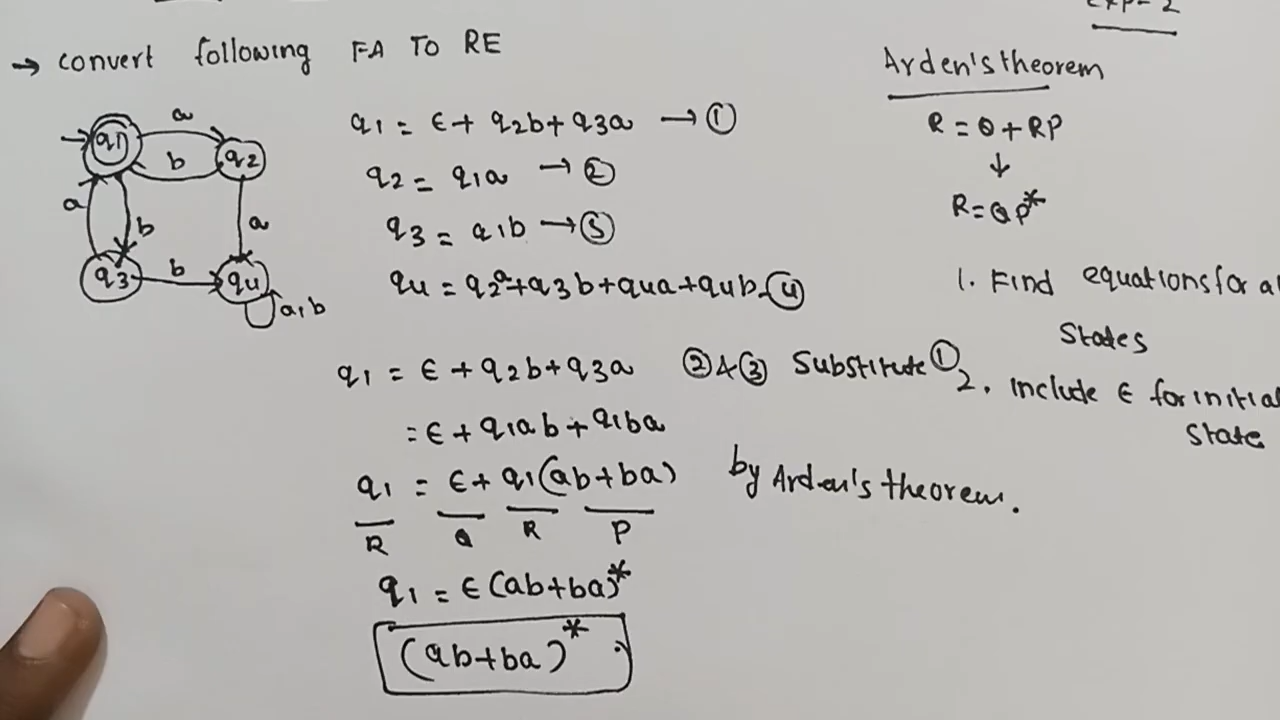 → convert following FA TO RE
q1 = ε + q2b + q3a → ①
q2 = q1a → ②
q3 = q1b → ③
q4 = q2a + q3b + q4a + q4b - ④
q1 = ε + q2b + q3a ② & ③ Substitute ①
= ε + q1ab + q1ba
q1 = ε + q1(ab+ba) by Arden's theorem.
R Q R P
q1 = ε(ab+ba)*
(ab+ba)*
q1
a
b
q2
a
b
a
q3
b
q4
a,b
Arden's theorem
R = Q + RP
↓
R = QP*
1. Find equations for al
States
2. include ε for initial
State